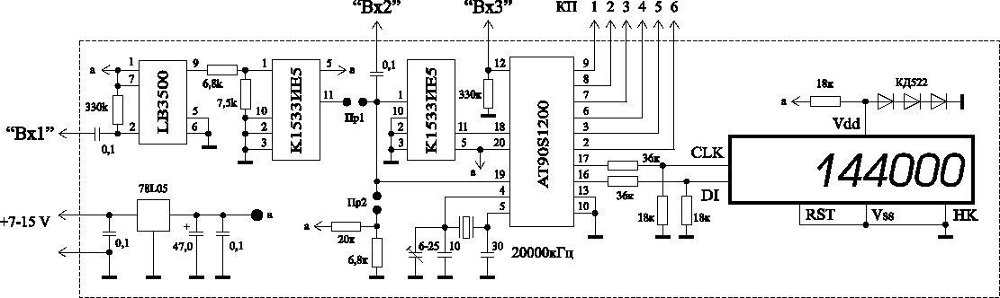 “Вх2” “Вх3” КП 1 2 3 4 5 6
“Вх1”
а 1 7 2 9 5 6
LB3500
330k
0,1
6,8k
7,5k
1 10 2 3 5 11
К1533ИЕ5
а
Пр1
0,1
1 10 2 3 11 5
К1533ИЕ5
а
330к
12 18 20 19 4 5
AT90S1200
9 8 7 6 3 2 17 16 13 10
20000кГц
36к
36к
18к
18к
а
18к
КД522
Vdd
CLK
DI
144000
RST Vss НК
+7-15 V
78L05
0,1
47,0
+
0,1
а
Пр2
а
20к
6,8к
6-25
10
30